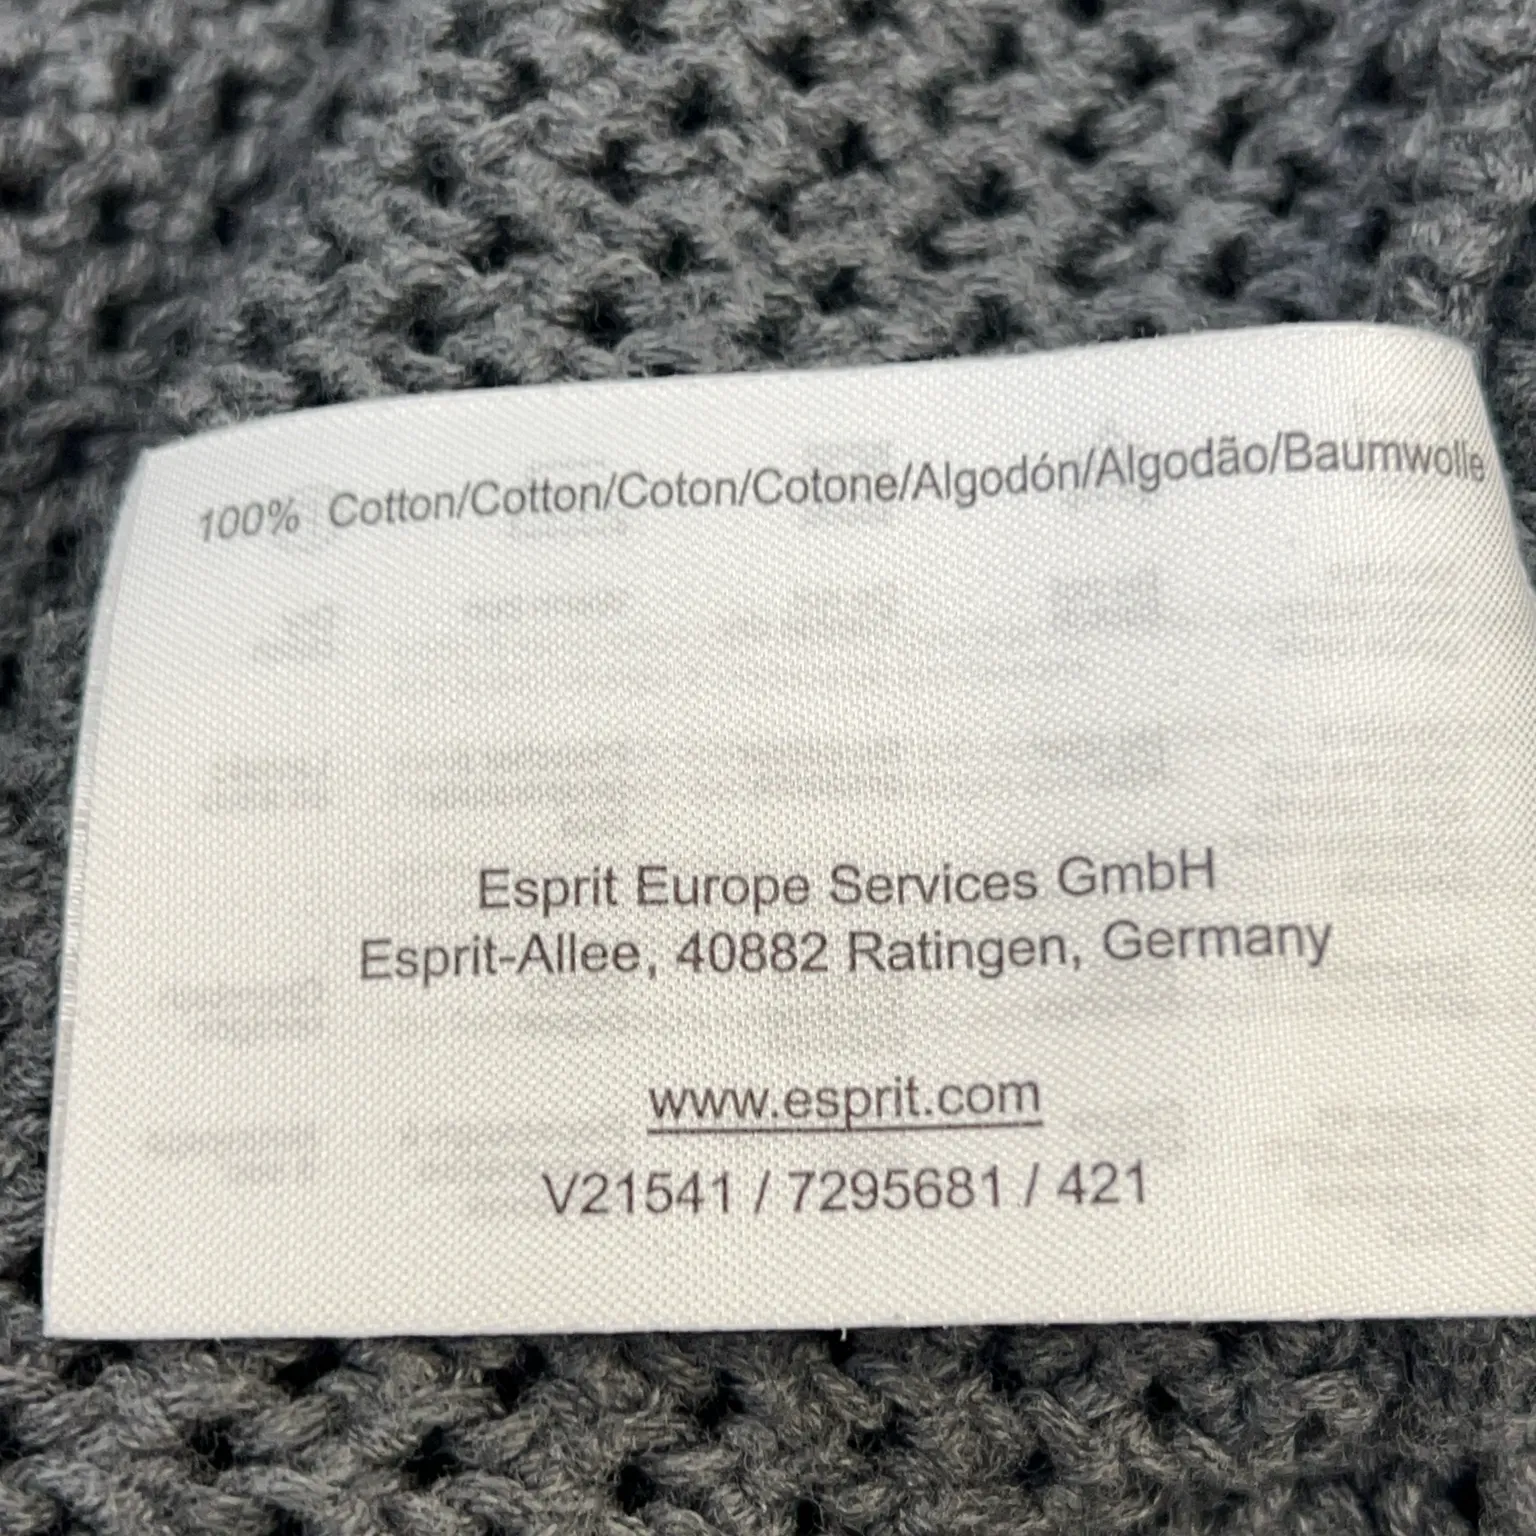 100% Cotton/Cotton/Coton/Cotone/Algodón/Algodão/Baumwolle
Esprit Europe Services GmbH
Esprit-Allee, 40882 Ratingen, Germany
www.esprit.com
V21541 / 7295681 / 421